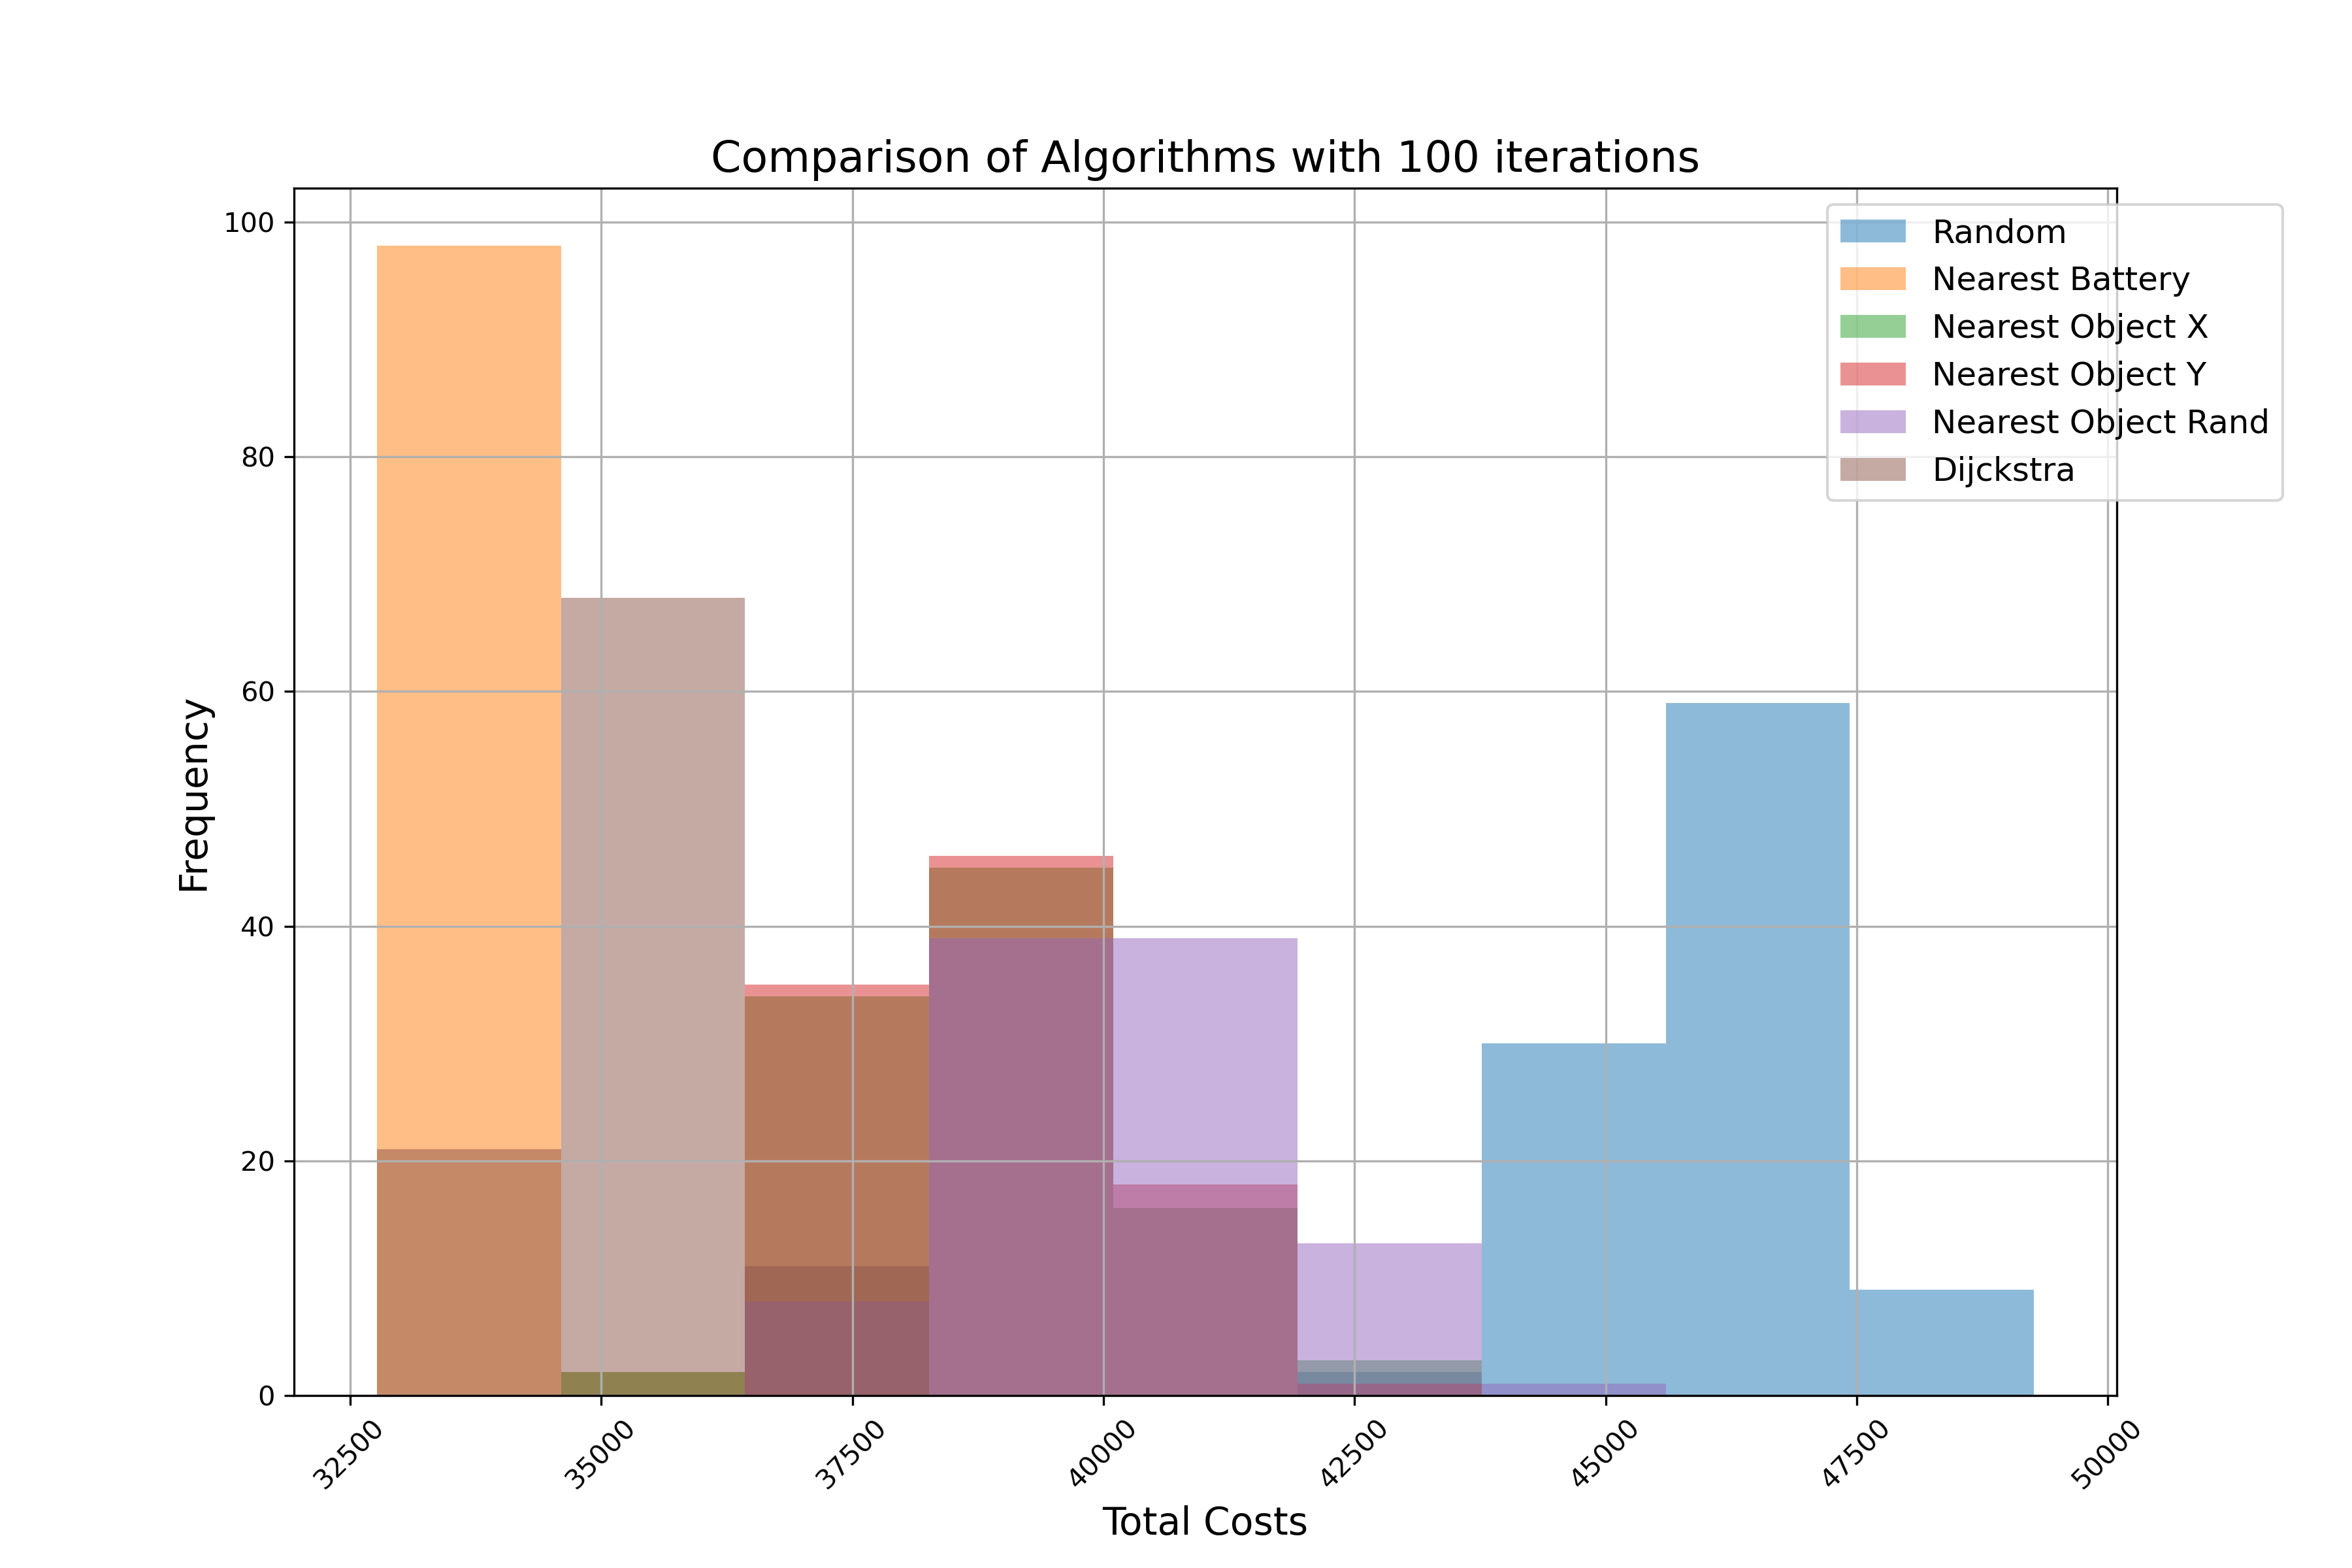 Comparison of Algorithms with 100 iterations
100
80
60
40
20
0
Frequency
32500
35000
37500
40000
42500
45000
47500
50000
Total Costs
Random
Nearest Battery
Nearest Object X
Nearest Object Y
Nearest Object Rand
Dijckstra